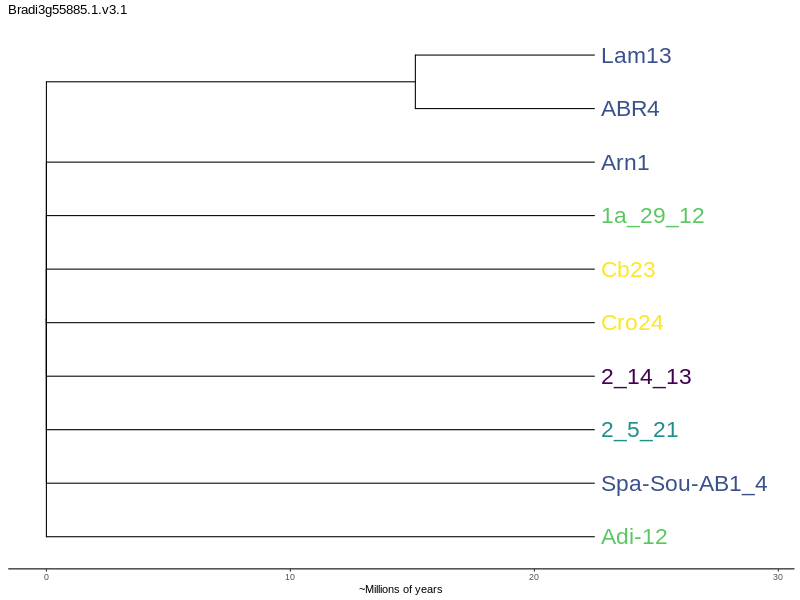 Bradi3g55885.1.v3.1
Lam13
ABR4
Arn1
1a_29_12
Cb23
Cro24
2_14_13
2_5_21
Spa-Sou-AB1_4
Adi-12
0 10 20 30
~Millions of years